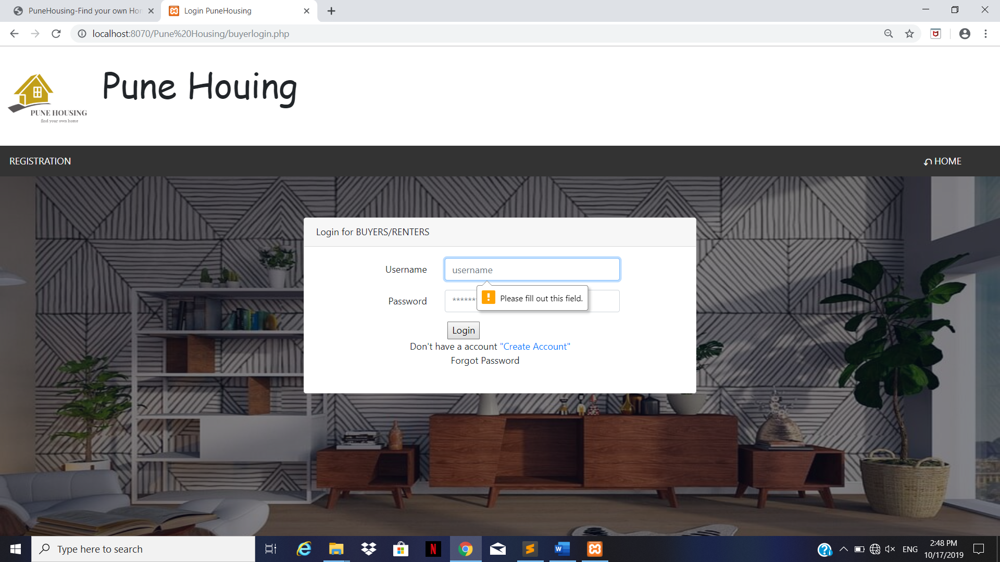 PuneHousing-Find your own Hom
Login PuneHousing
localhost:8070/Pune%20Housing/buyerlogin.php
Pune Houing
PUNE HOUSING
find your own home
REGISTRATION
HOME
Login for BUYERS/RENTERS
Username
username
Password
*******
Please fill out this field.
Login
Don't have a account "Create Account"
Forgot Password
Type here to search
ENG
2:48 PM
10/17/2019